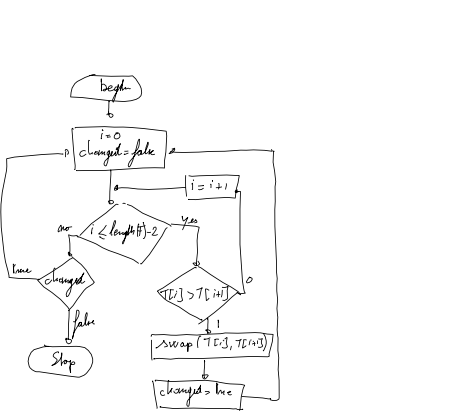 begin
i=0
changed=false
i=i+1
i ≤ length(T)-2
no
yes
changed
true
false
Stop
T[i]>T[i+1]
0
1
swap(T[i], T[i+1])
changed=true